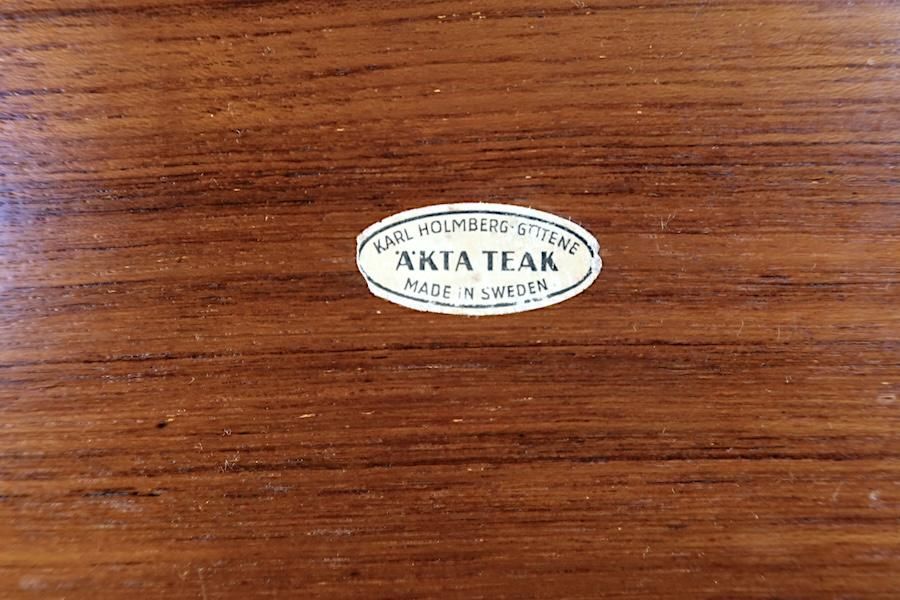 KARL HOLMBERG·GÖTENE
ÄKTA TEAK
MADE IN SWEDEN